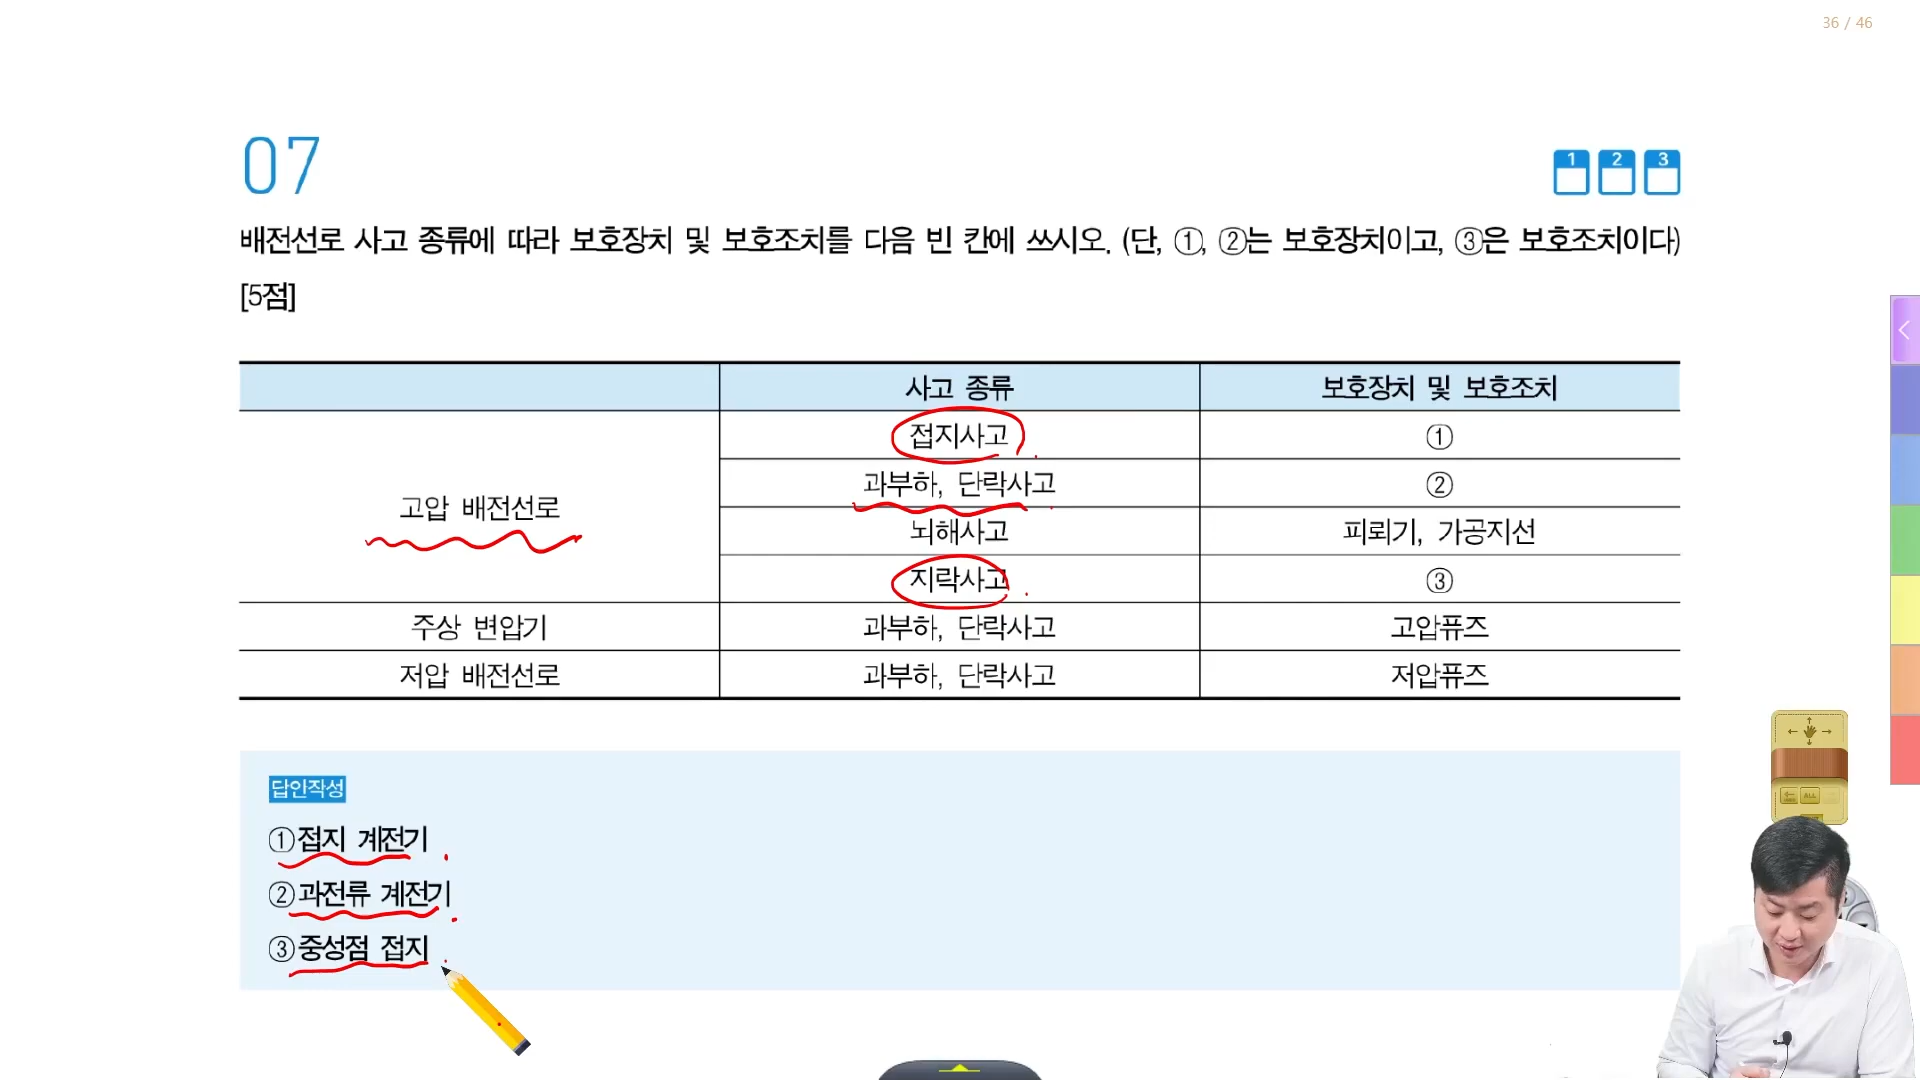 36 / 46
07
1 2 3
배전선로 사고 종류에 따라 보호장치 및 보호조치를 다음 빈 칸에 쓰시오. (단, ①, ②는 보호장치이고, ③은 보호조치이다)
[5점]
사고 종류 보호장치 및 보호조치
접지사고 ①
과부하, 단락사고 ②
고압 배전선로
뇌해사고 피뢰기, 가공지선
지락사고 ③
주상 변압기 과부하, 단락사고 고압퓨즈
저압 배전선로 과부하, 단락사고 저압퓨즈
답안작성
①접지 계전기
②과전류 계전기
③중성점 접지
ALL